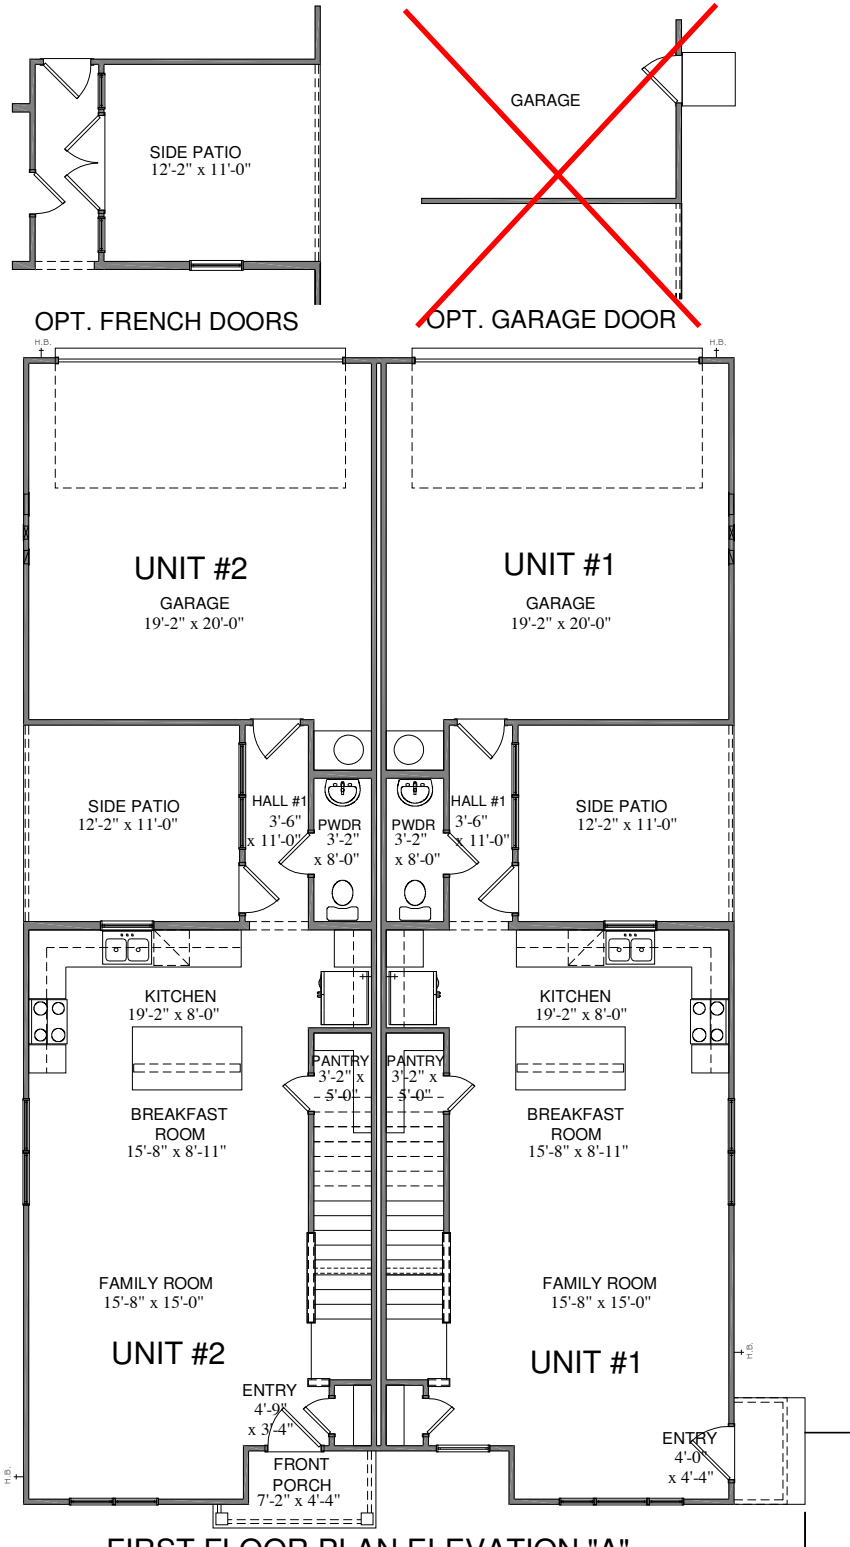 SIDE PATIO
12'-2" x 11'-0"
GARAGE
OPT. FRENCH DOORS
OPT. GARAGE DOOR
H.B.
H.B.
UNIT #2
GARAGE
19'-2" x 20'-0"
UNIT #1
GARAGE
19'-2" x 20'-0"
SIDE PATIO
12'-2" x 11'-0"
HALL #1
3'-6"
x 11'-0"
PWDR
3'-2"
x 8'-0"
PWDR
3'-2"
x 8'-0"
HALL #1
3'-6"
x 11'-0"
SIDE PATIO
12'-2" x 11'-0"
KITCHEN
19'-2" x 8'-0"
KITCHEN
19'-2" x 8'-0"
PANTRY
3'-2" x
5'-0"
PANTRY
3'-2" x
5'-0"
BREAKFAST
ROOM
15'-8" x 8'-11"
BREAKFAST
ROOM
15'-8" x 8'-11"
FAMILY ROOM
15'-8" x 15'-0"
FAMILY ROOM
15'-8" x 15'-0"
UNIT #2
UNIT #1
H.B.
ENTRY
4'-9"
x 3'-4"
ENTRY
4'-0"
x 4'-4"
H.B.
FRONT
PORCH
7'-2" x 4'-4"
FIRST FLOOR PLAN ELEVATION "A"